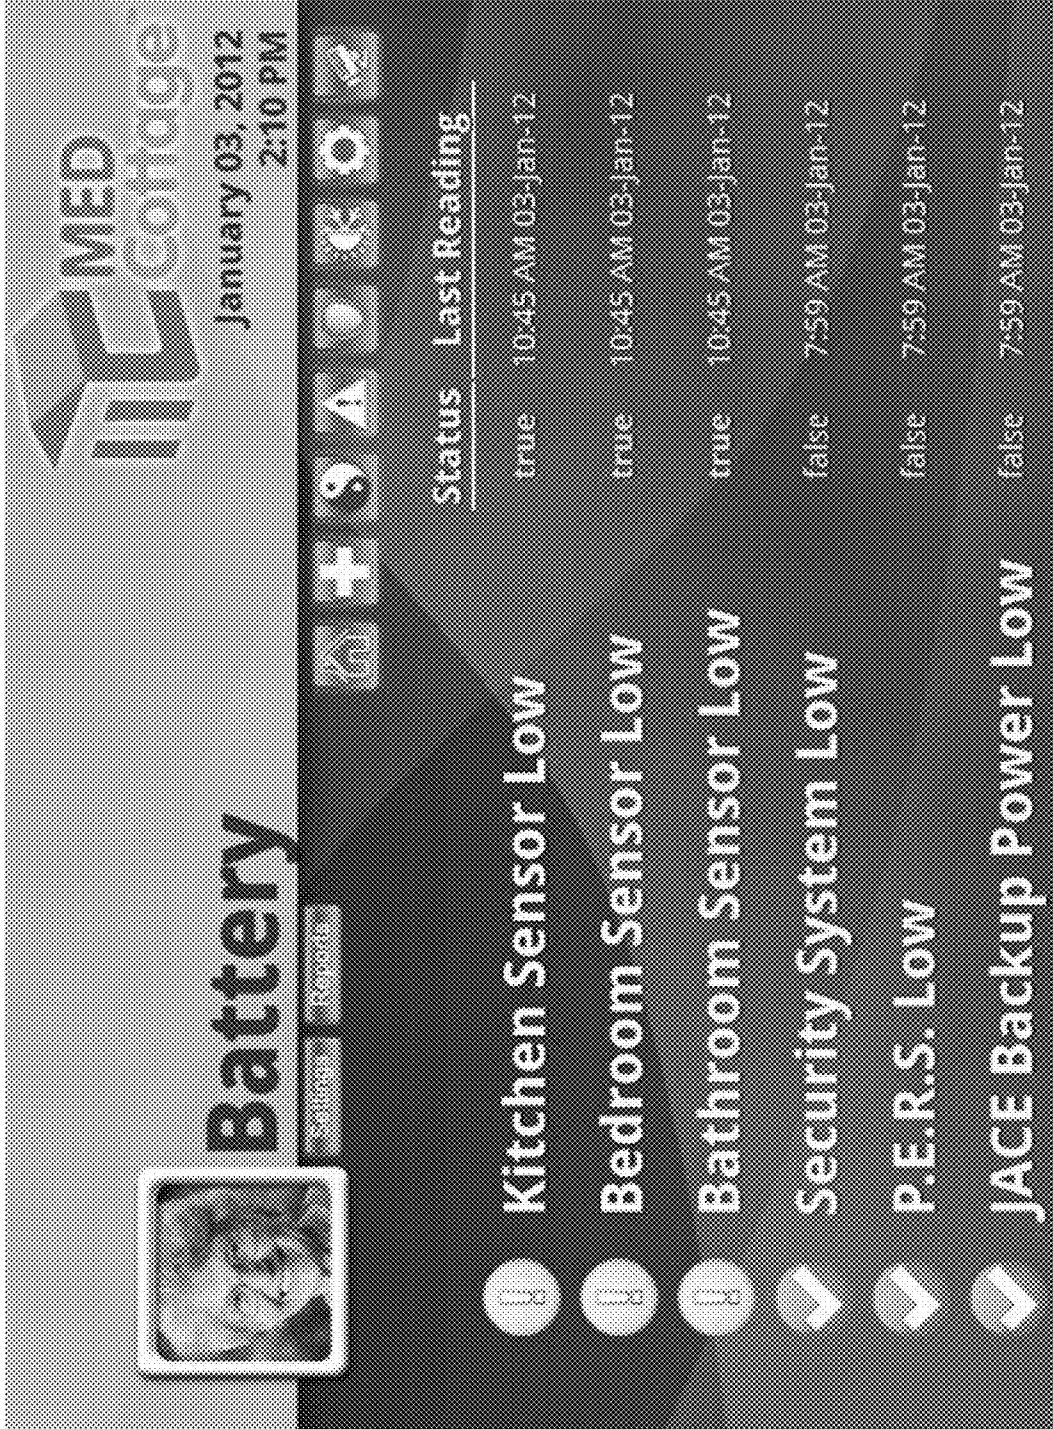 MED
cottage
January 03, 2012
2:10 PM
Battery
Reports
Status Last Reading
Kitchen Sensor Low true 10:45 AM 03-Jan-12
Bedroom Sensor Low true 10:45 AM 03-Jan-12
Bathroom Sensor Low true 10:45 AM 03-Jan-12
Security System Low false 7:59 AM 03-Jan-12
P.E.R.S. Low false 7:59 AM 03-Jan-12
JACE Backup Power Low false 7:59 AM 03-Jan-12